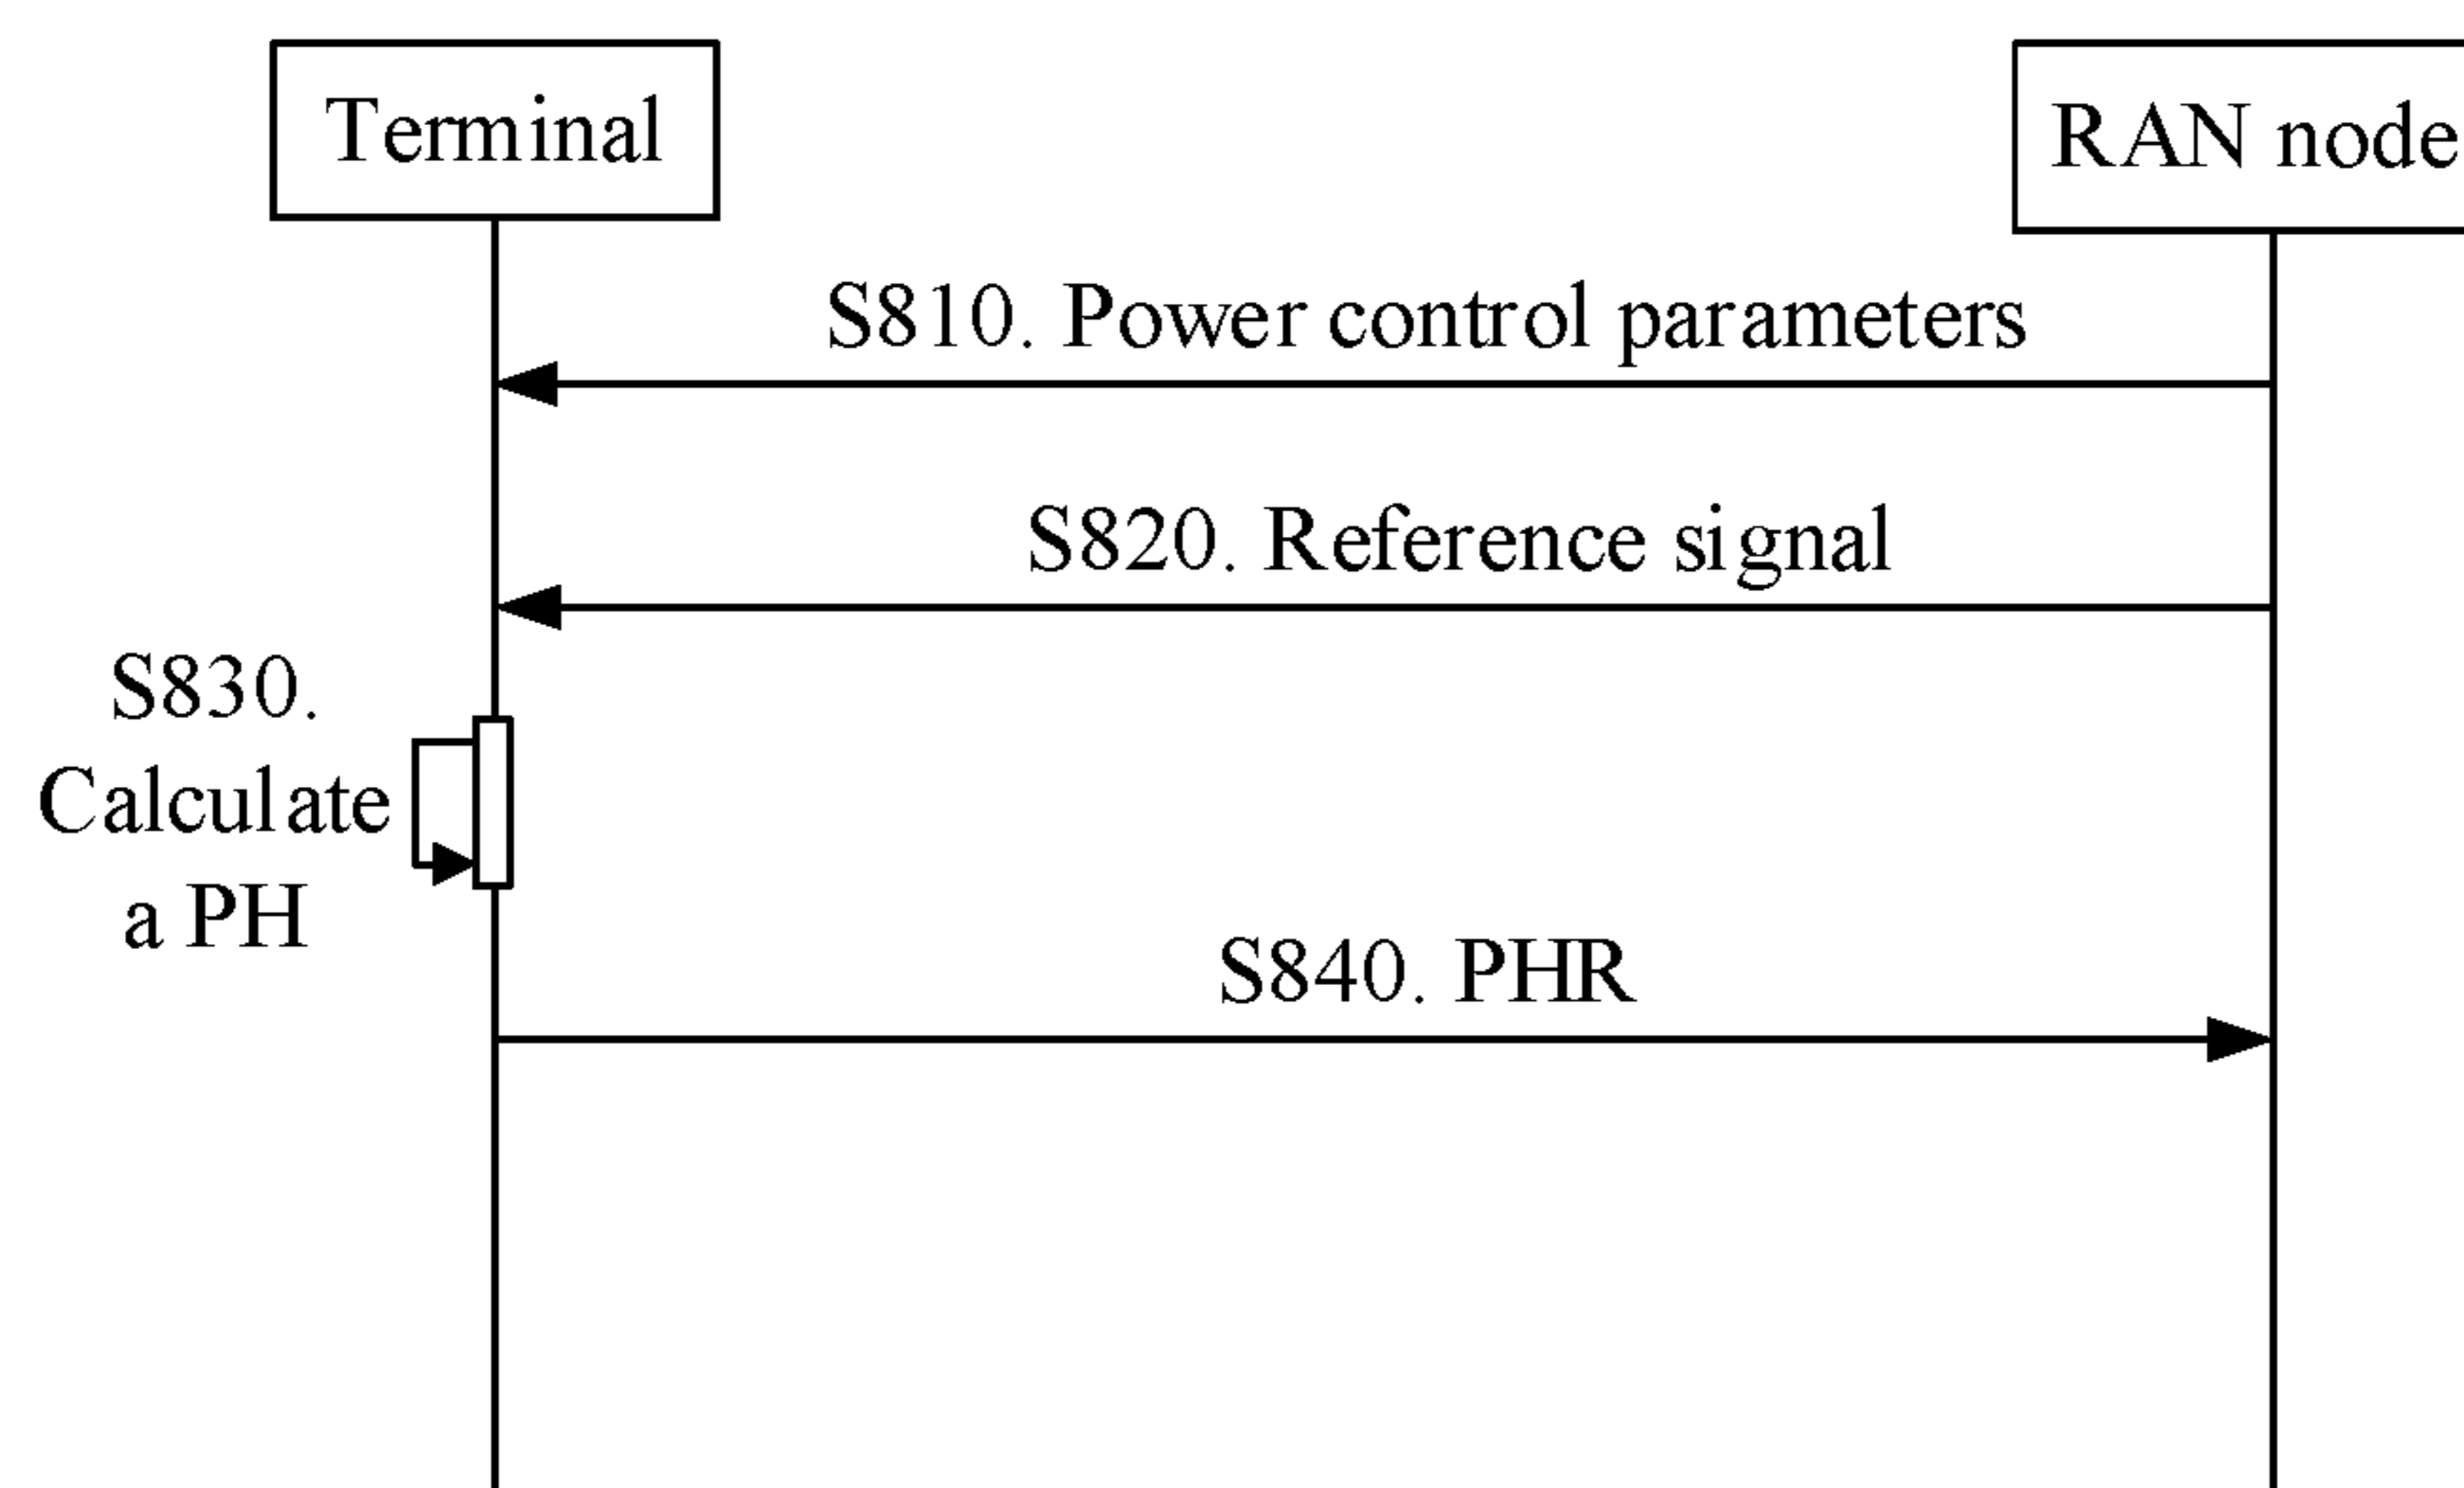 Terminal
RAN node
S810. Power control parameters
S820. Reference signal
S830.
Calculate
a PH
S840. PHR